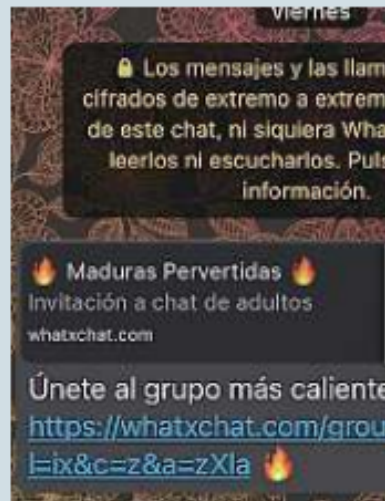 Viernes
🔒 Los mensajes y las llam
cifrados de extremo a extrem
de este chat, ni siquiera Wha
leerlos ni escucharlos. Puls
información.
🔥 Maduras Pervertidas 🔥
Invitación a chat de adultos
whatxchat.com
Únete al grupo más caliente
https://whatxchat.com/grou
l=ix&c=z&a=zXla 🔥